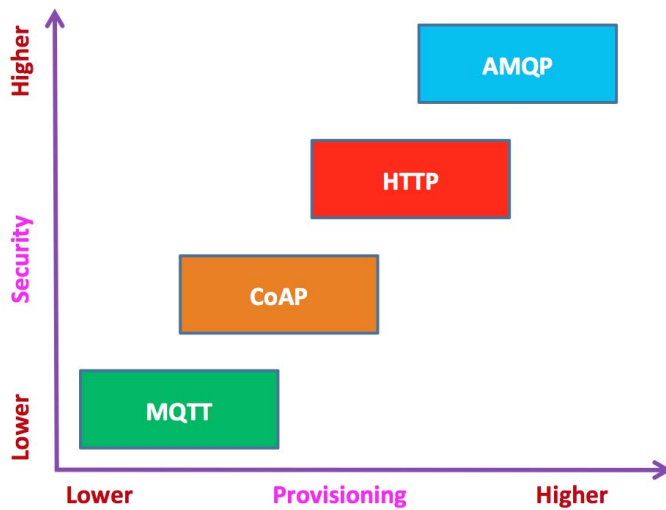 Higher
AMQP
HTTP
Security
CoAP
MQTT
Lower
Lower Provisioning Higher